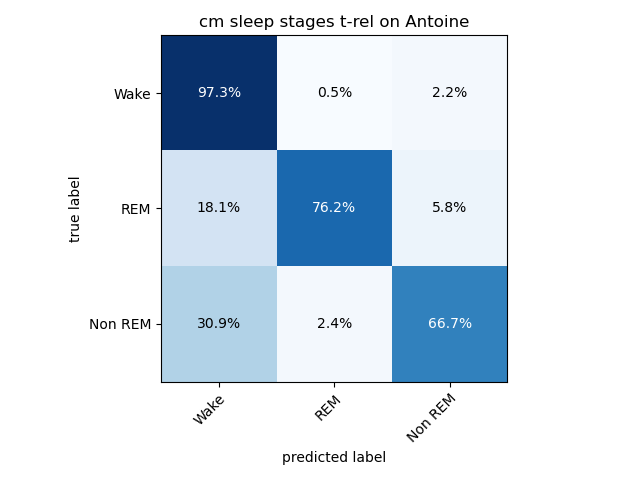 cm sleep stages t-rel on Antoine
Wake 97.3% 0.5% 2.2%
true label
REM 18.1% 76.2% 5.8%
Non REM 30.9% 2.4% 66.7%
Wake REM Non REM
predicted label